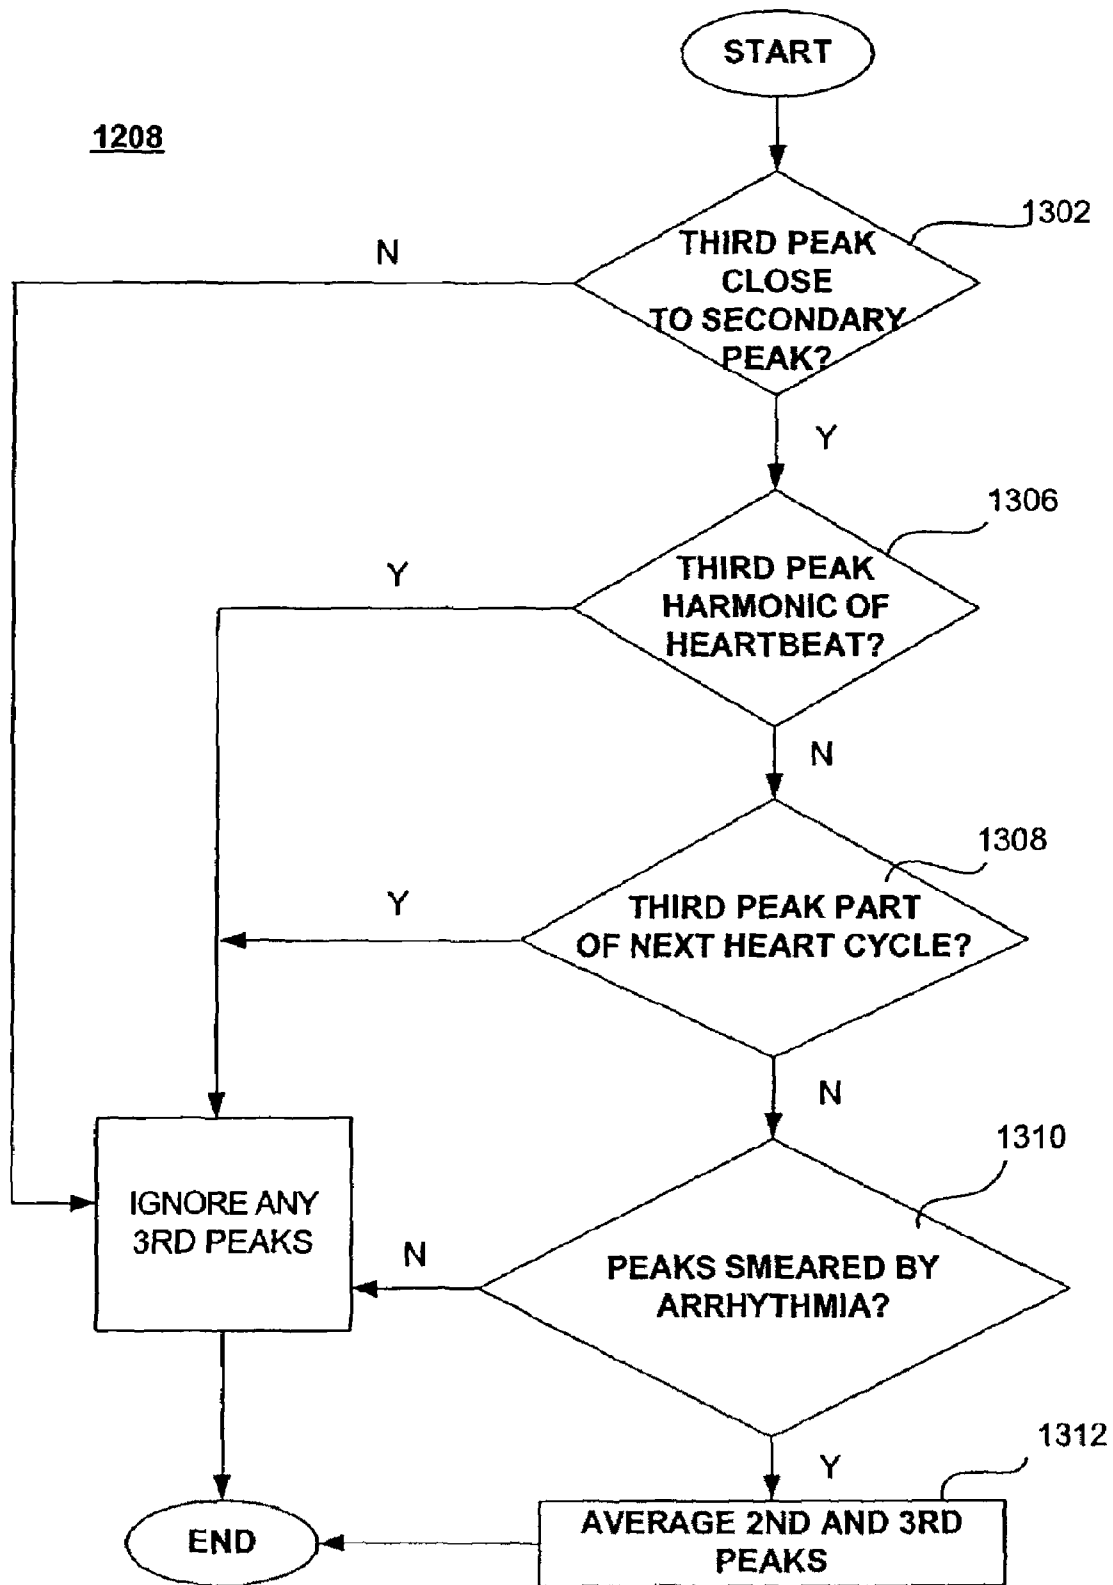 START
1208
1302
N
THIRD PEAK
CLOSE
TO SECONDARY
PEAK?
Y
1306
Y
THIRD PEAK
HARMONIC OF
HEARTBEAT?
N
1308
Y
THIRD PEAK PART
OF NEXT HEART CYCLE?
N
1310
IGNORE ANY
3RD PEAKS
N
PEAKS SMEARED BY
ARRHYTHMIA?
1312
Y
END
AVERAGE 2ND AND 3RD
PEAKS